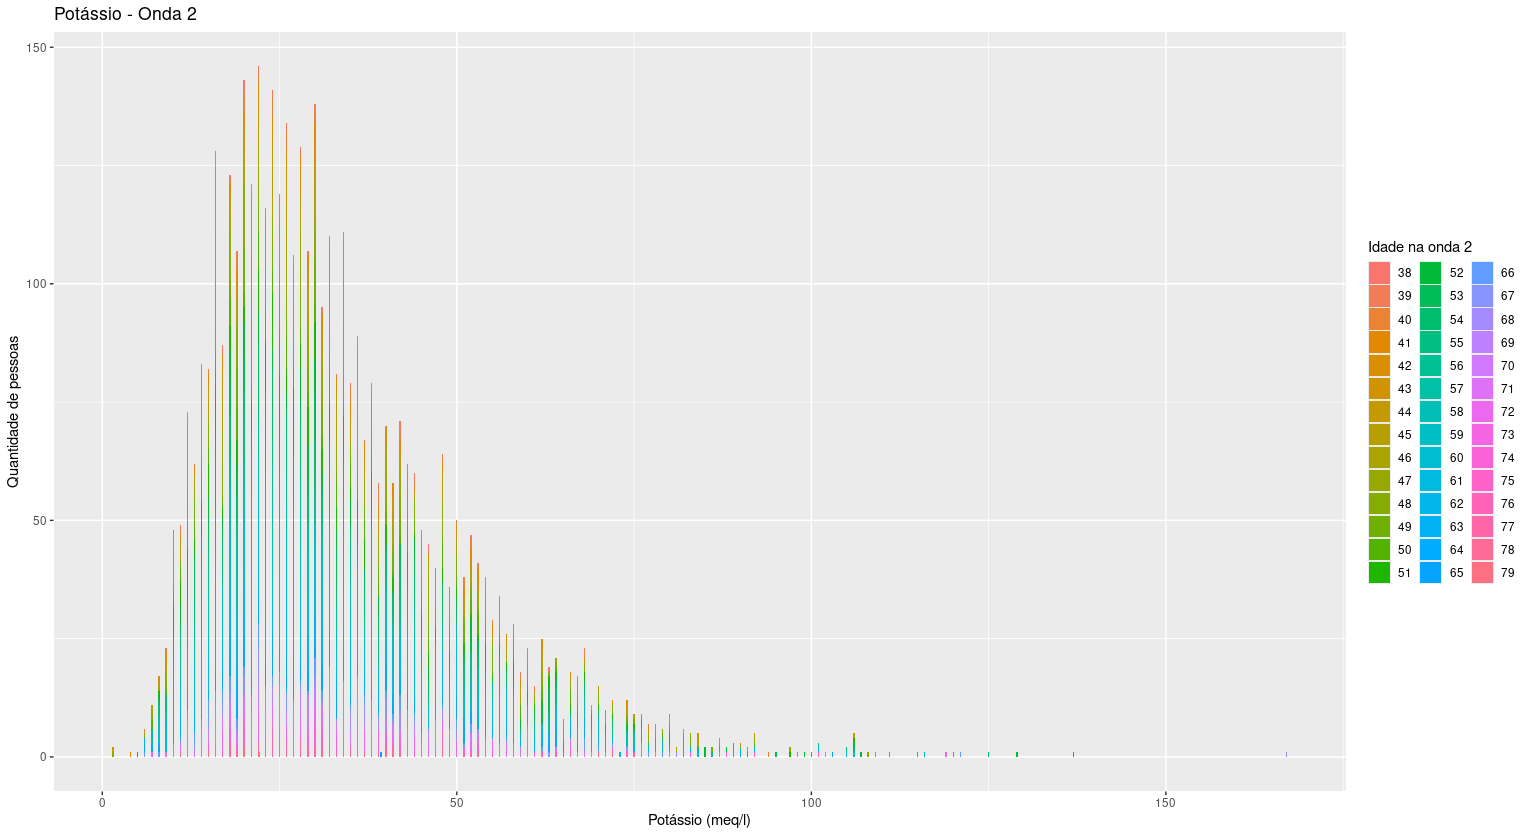 Potássio - Onda 2
Quantidade de pessoas
150
100
50
0
0 50 100 150
Potássio (meq/l)
Idade na onda 2
38 52 66
39 53 67
40 54 68
41 55 69
42 56 70
43 57 71
44 58 72
45 59 73
46 60 74
47 61 75
48 62 76
49 63 77
50 64 78
51 65 79